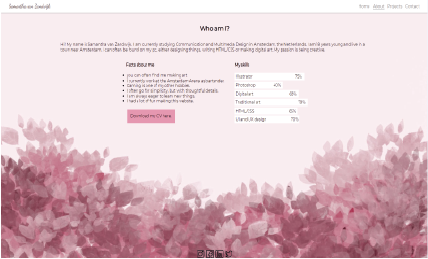 Samantha van Zandwijk
Home About Projects Contact
Who am I?
Hi! My name is Samantha van Zandwijk. I am currently studying Communication and Multimedia Design in Amsterdam, the Netherlands. I am 18 years young and live in a
town near Amsterdam. I can often be found on my pc, either designing things, writing HTML/CSS or making digital art. My passion is being creative.
Facts about me
you can often find me making art.
I currently work at the Amsterdam Arena as bartender.
Dancing is one of my other hobbies.
I often go for simplicity, but with thoughtful details.
I am always eager to learn new things.
I had a lot of fun making this website.
Download my CV here
My skills
Illustrator 75%
Photoshop 40%
Digital art 65%
Traditional art 78%
HTML/CSS 65%
UI and UX design 70%